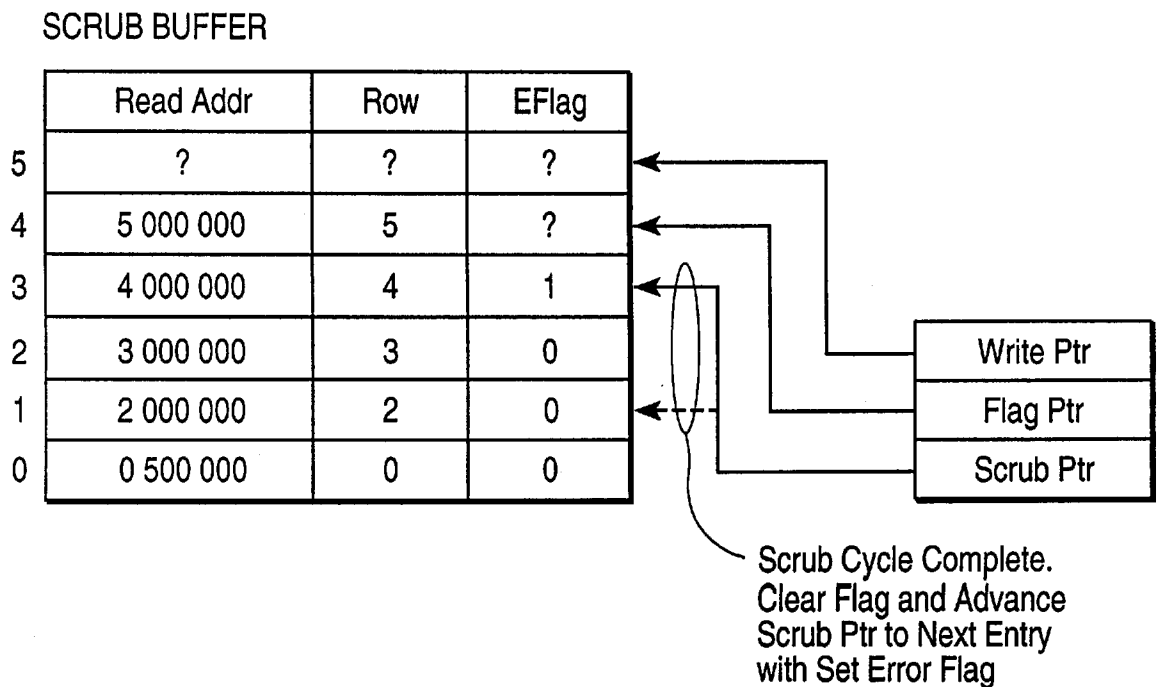 SCRUB BUFFER
Read Addr Row EFlag
5 ? ? ?
4 5 000 000 5 ?
3 4 000 000 4 1
2 3 000 000 3 0
1 2 000 000 2 0
0 0 500 000 0 0
Write Ptr
Flag Ptr
Scrub Ptr
Scrub Cycle Complete.
Clear Flag and Advance
Scrub Ptr to Next Entry
with Set Error Flag